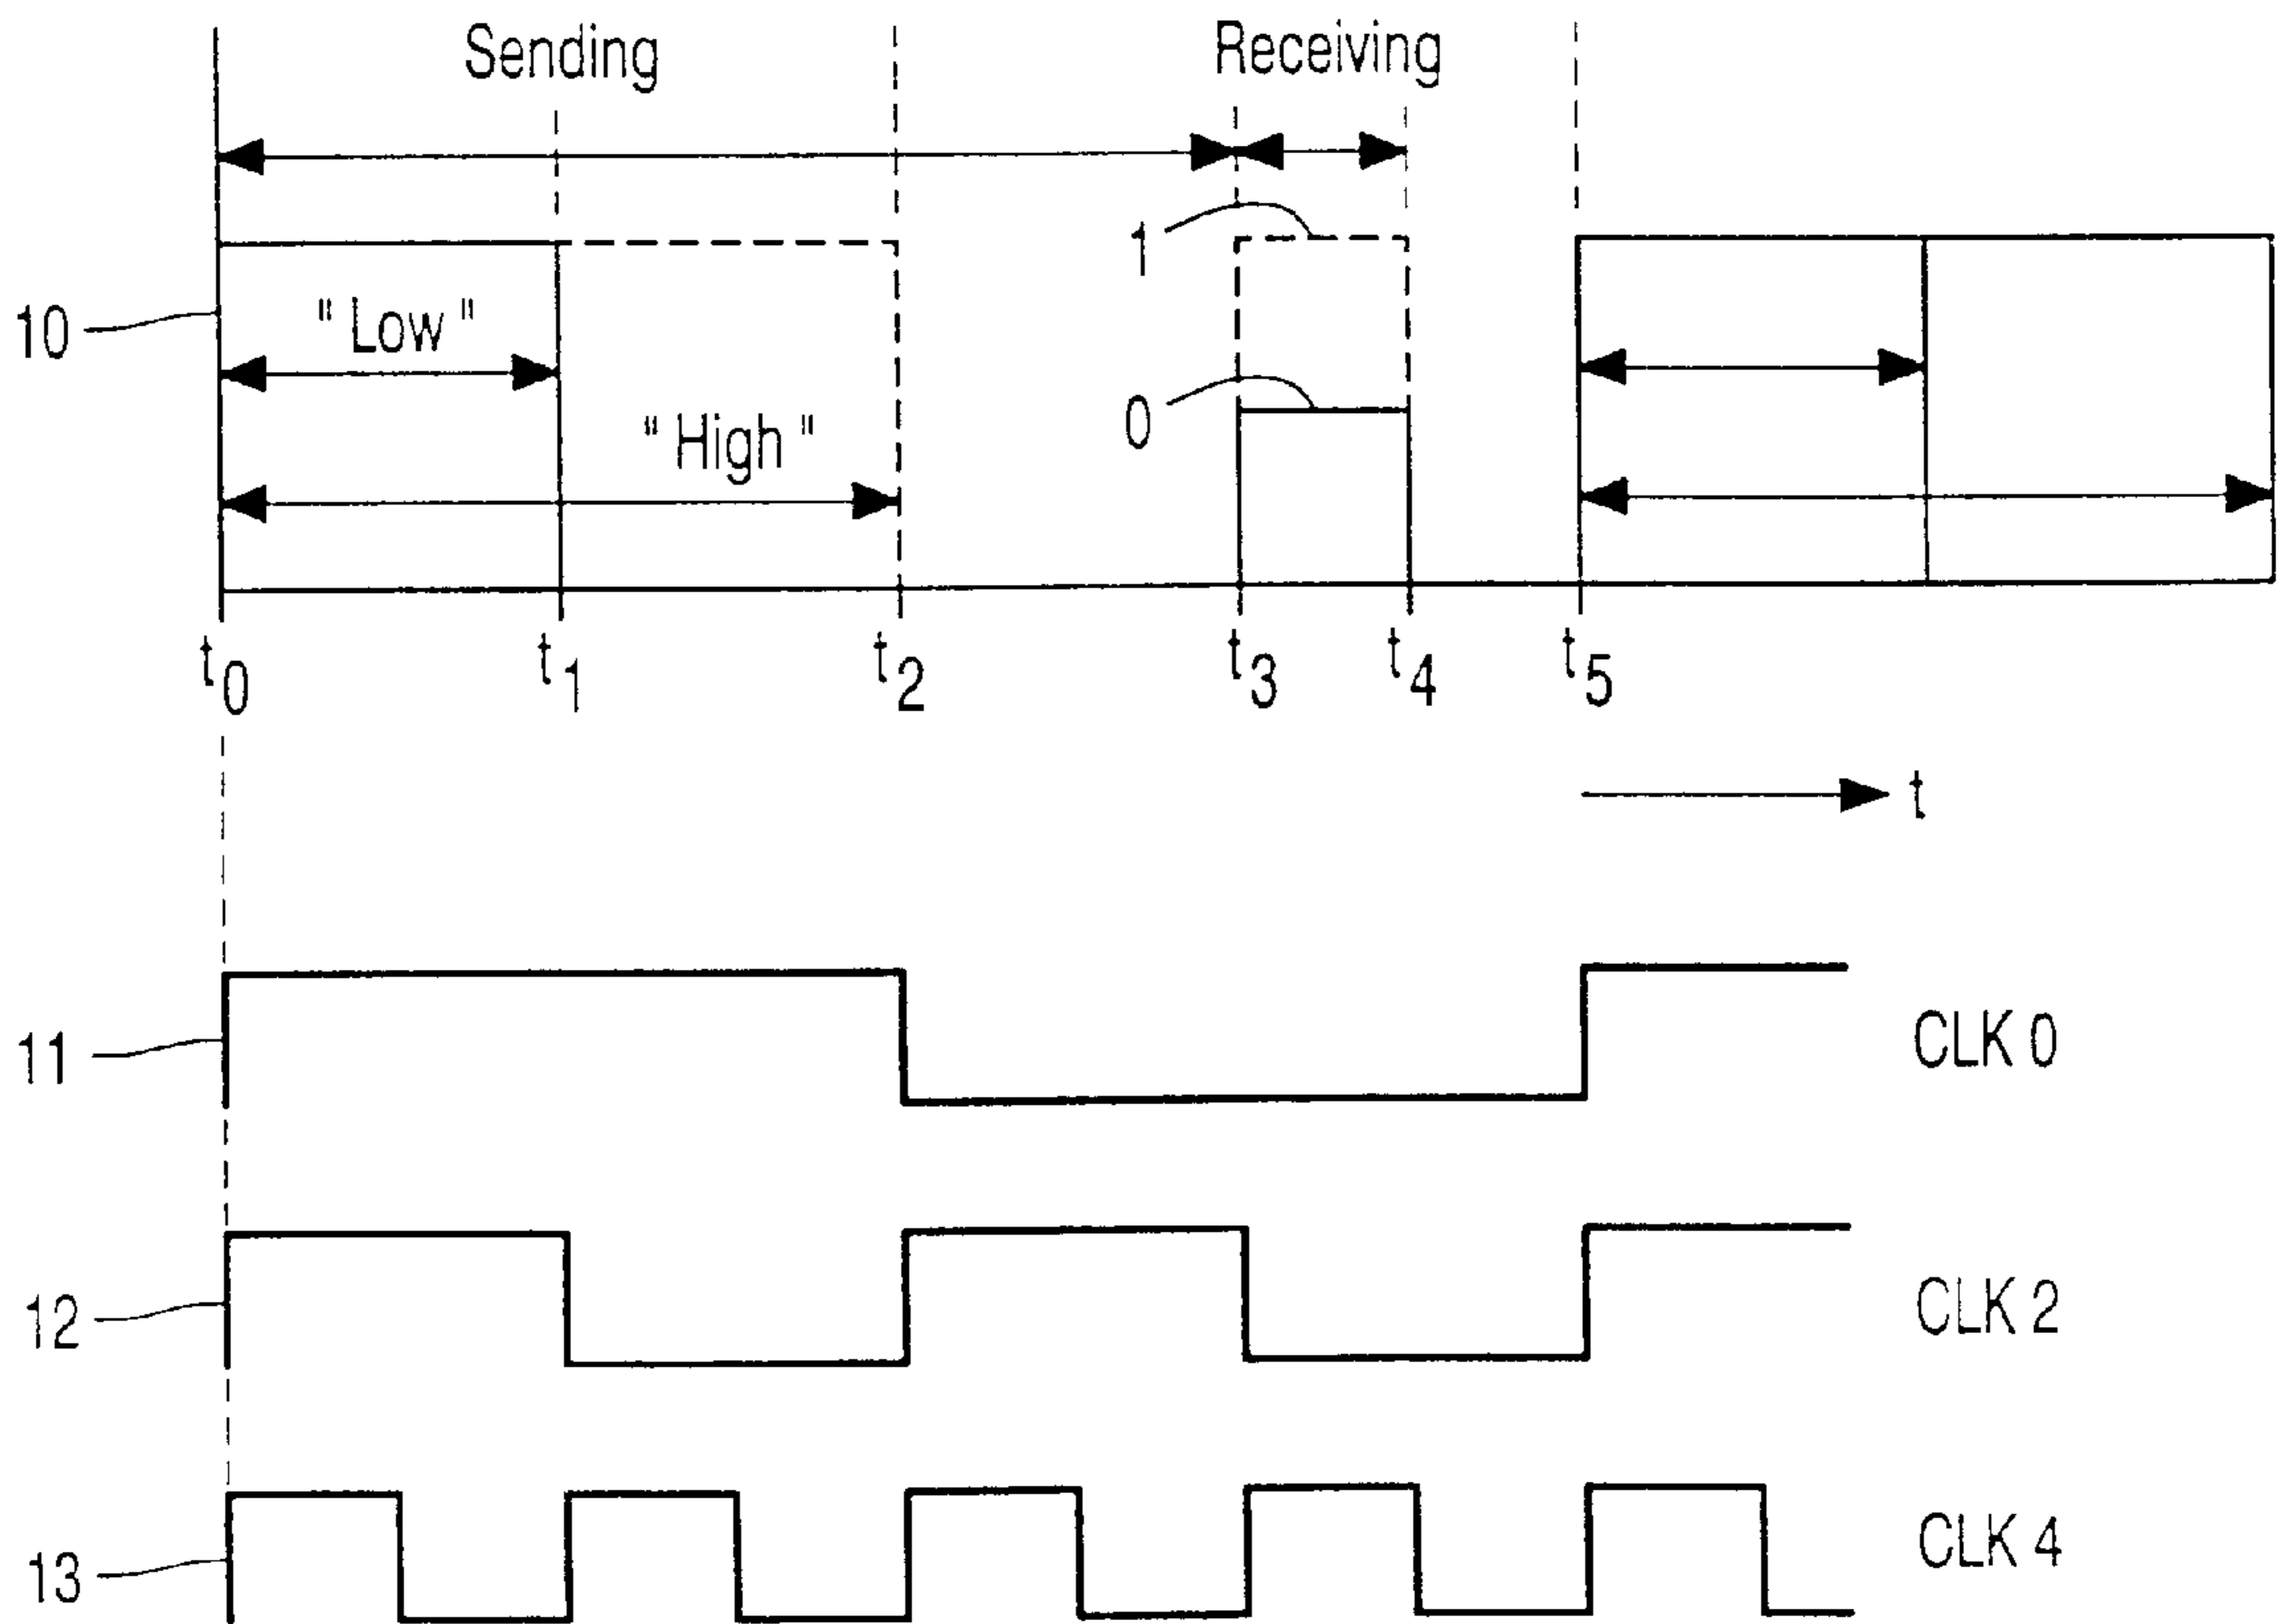 Sending Receiving
1
10 " Low "
" High " 0
t0 t1 t2 t3 t4 t5
t
11 CLK 0
12 CLK 2
13 CLK 4